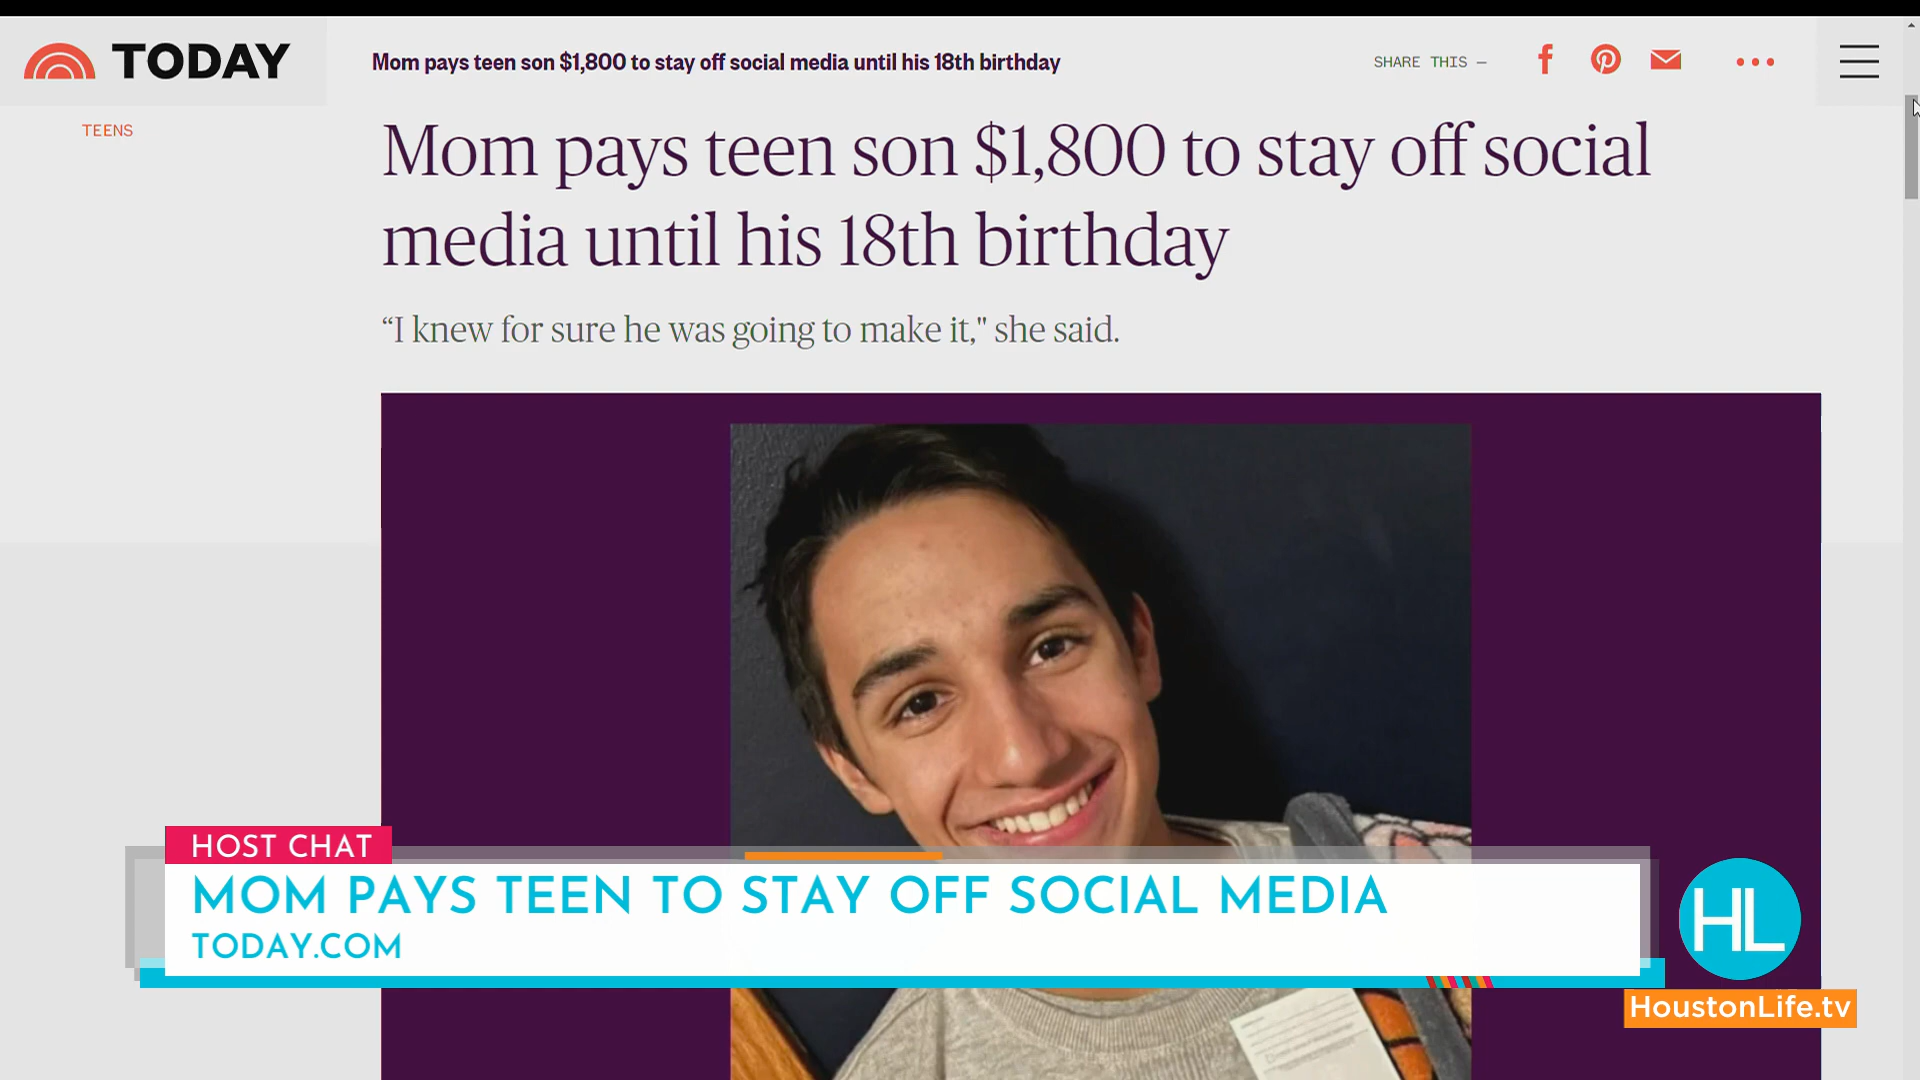 TODAY
Mom pays teen son $1,800 to stay off social media until his 18th birthday
SHARE THIS —
TEENS
Mom pays teen son $1,800 to stay off social
media until his 18th birthday
“I knew for sure he was going to make it," she said.
HOST CHAT
MOM PAYS TEEN TO STAY OFF SOCIAL MEDIA
TODAY.COM
HL
HoustonLife.tv